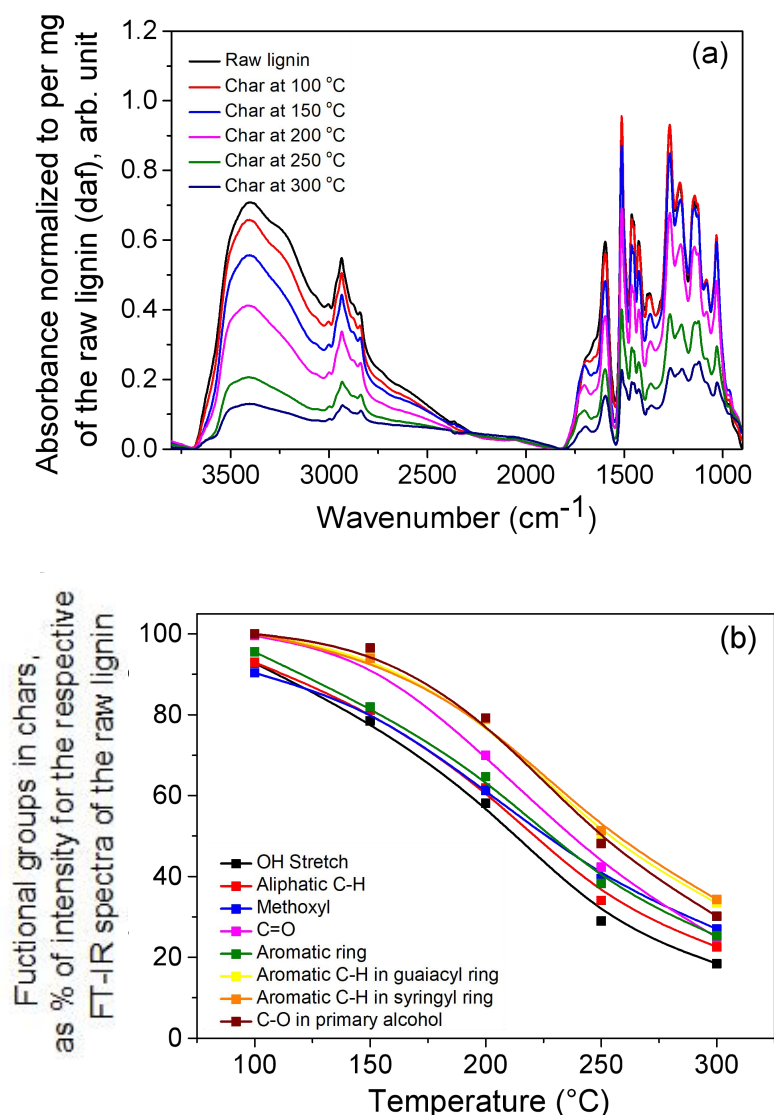 (a)
Absorbance normalized to per mg
of the raw lignin (daf), arb. unit
1.2
1.0
0.8
0.6
0.4
0.2
0.0
Raw lignin
Char at 100 °C
Char at 150 °C
Char at 200 °C
Char at 250 °C
Char at 300 °C
3500 3000 2500 2000 1500 1000
Wavenumber (cm⁻¹)
(b)
Fuctional groups in chars,
as % of intensity for the respective
FT-IR spectra of the raw lignin
100
80
60
40
20
0
OH Stretch
Aliphatic C-H
Methoxyl
C=O
Aromatic ring
Aromatic C-H in guaiacyl ring
Aromatic C-H in syringyl ring
C-O in primary alcohol
100 150 200 250 300
Temperature (°C)